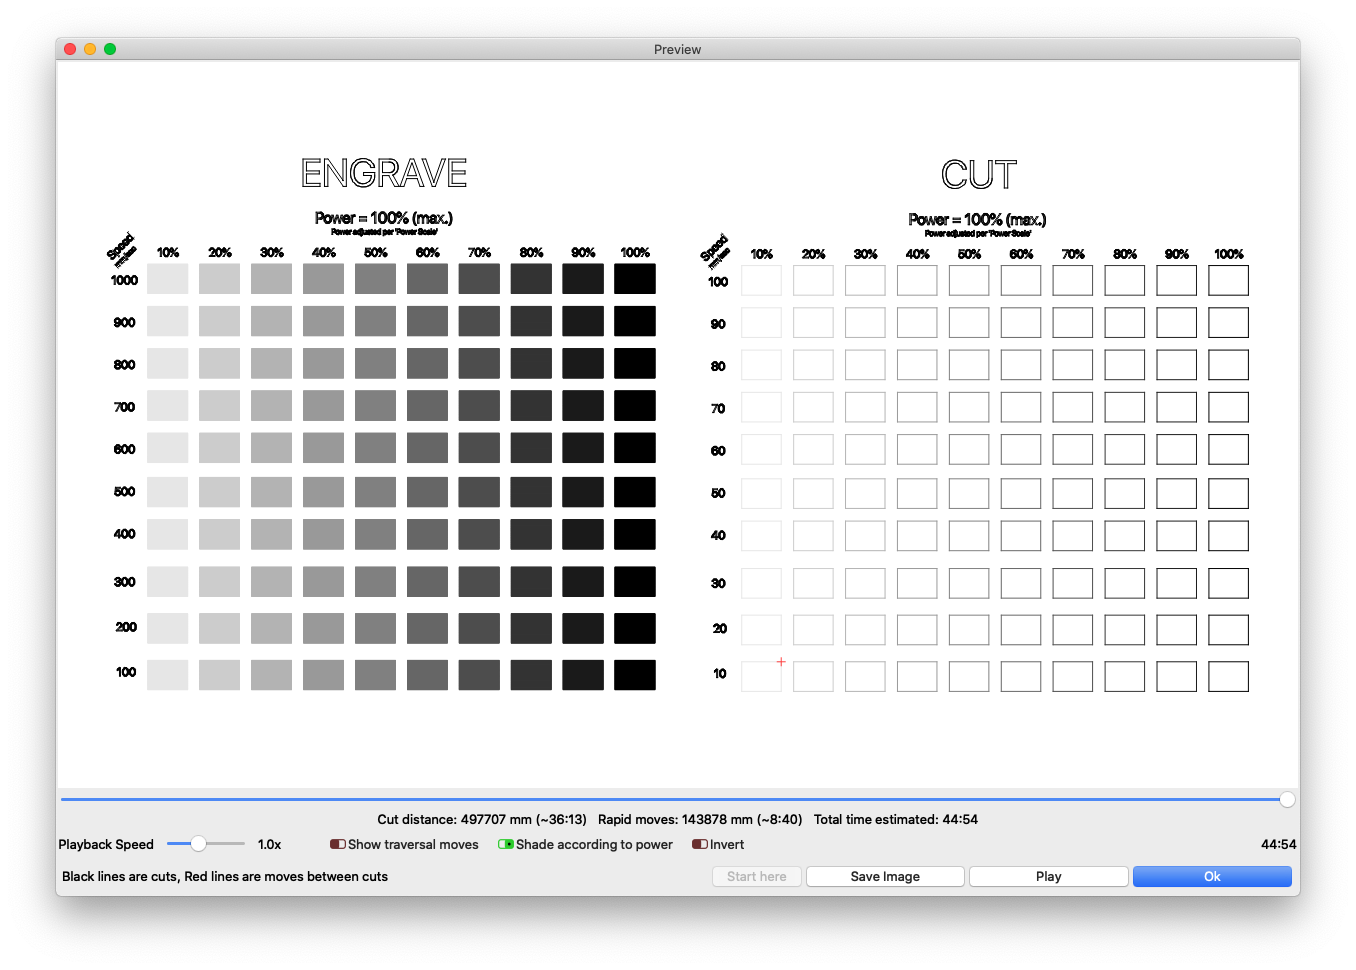 Preview
ENGRAVE
Power = 100% (max.)
Power adjusted per 'Power Scale'
Speed
mm/sec
10% 20% 30% 40% 50% 60% 70% 80% 90% 100%
1000
900
800
700
600
500
400
300
200
100
CUT
Power = 100% (max.)
Power adjusted per 'Power Scale'
Speed
mm/sec
10% 20% 30% 40% 50% 60% 70% 80% 90% 100%
100
90
80
70
60
50
40
30
20
10
Cut distance: 497707 mm (~36:13) Rapid moves: 143878 mm (~8:40) Total time estimated: 44:54
Playback Speed 1.0x Show traversal moves Shade according to power Invert 44:54
Black lines are cuts, Red lines are moves between cuts Start here Save Image Play Ok